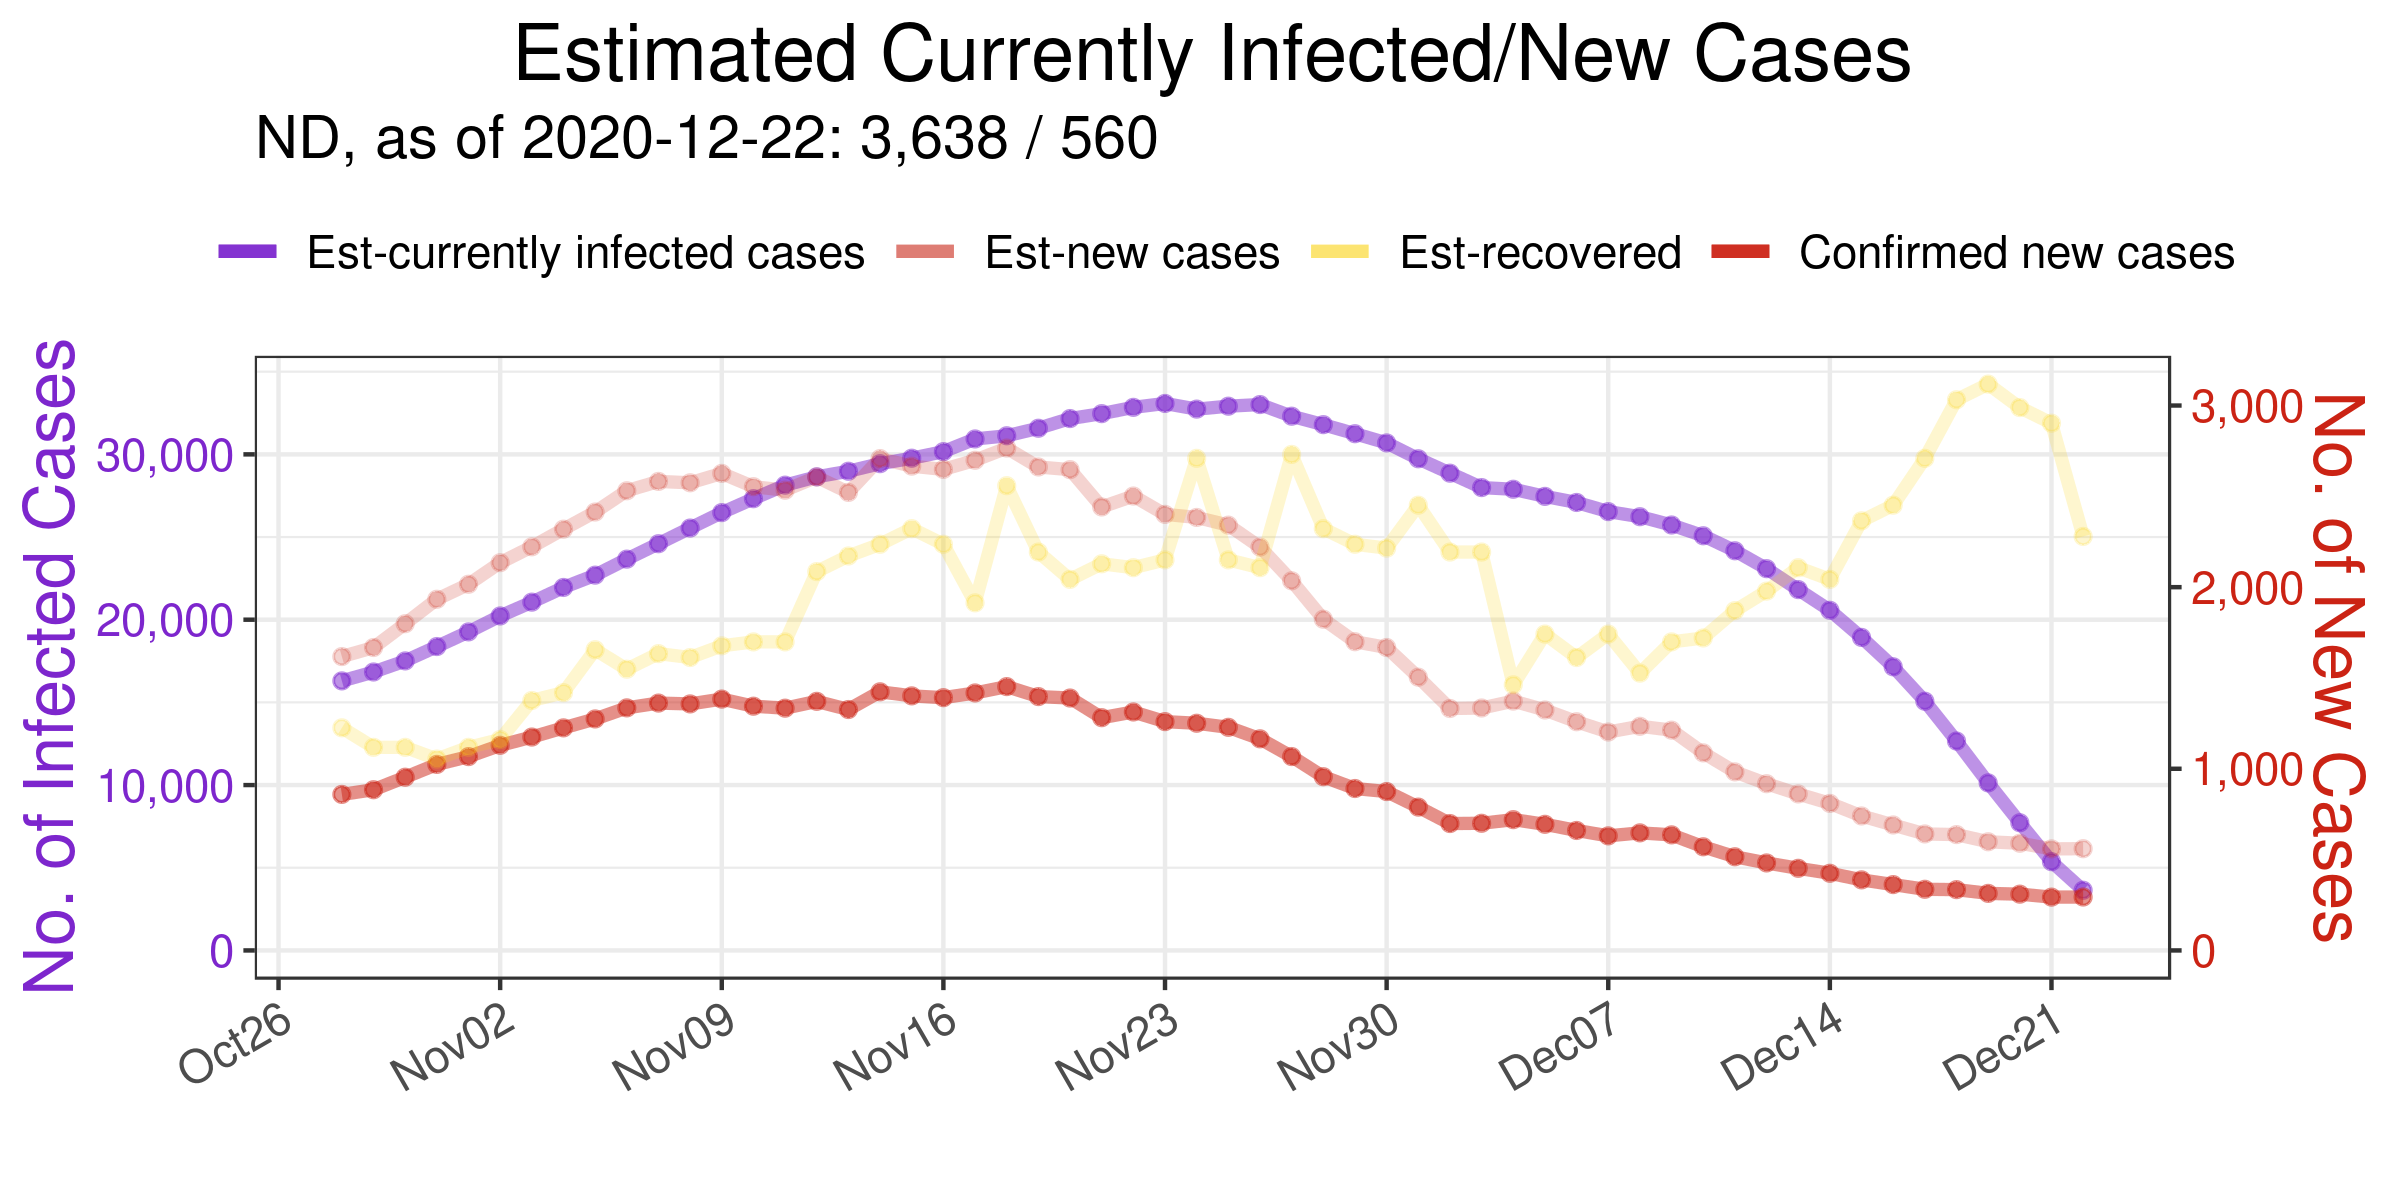 Estimated Currently Infected/New Cases
ND, as of 2020-12-22: 3,638 / 560
Est-currently infected cases Est-new cases Est-recovered Confirmed new cases
No. of Infected Cases
30,000
20,000
10,000
0
3,000
2,000
1,000
0
No. of New Cases
Oct26 Nov02 Nov09 Nov16 Nov23 Nov30 Dec07 Dec14 Dec21